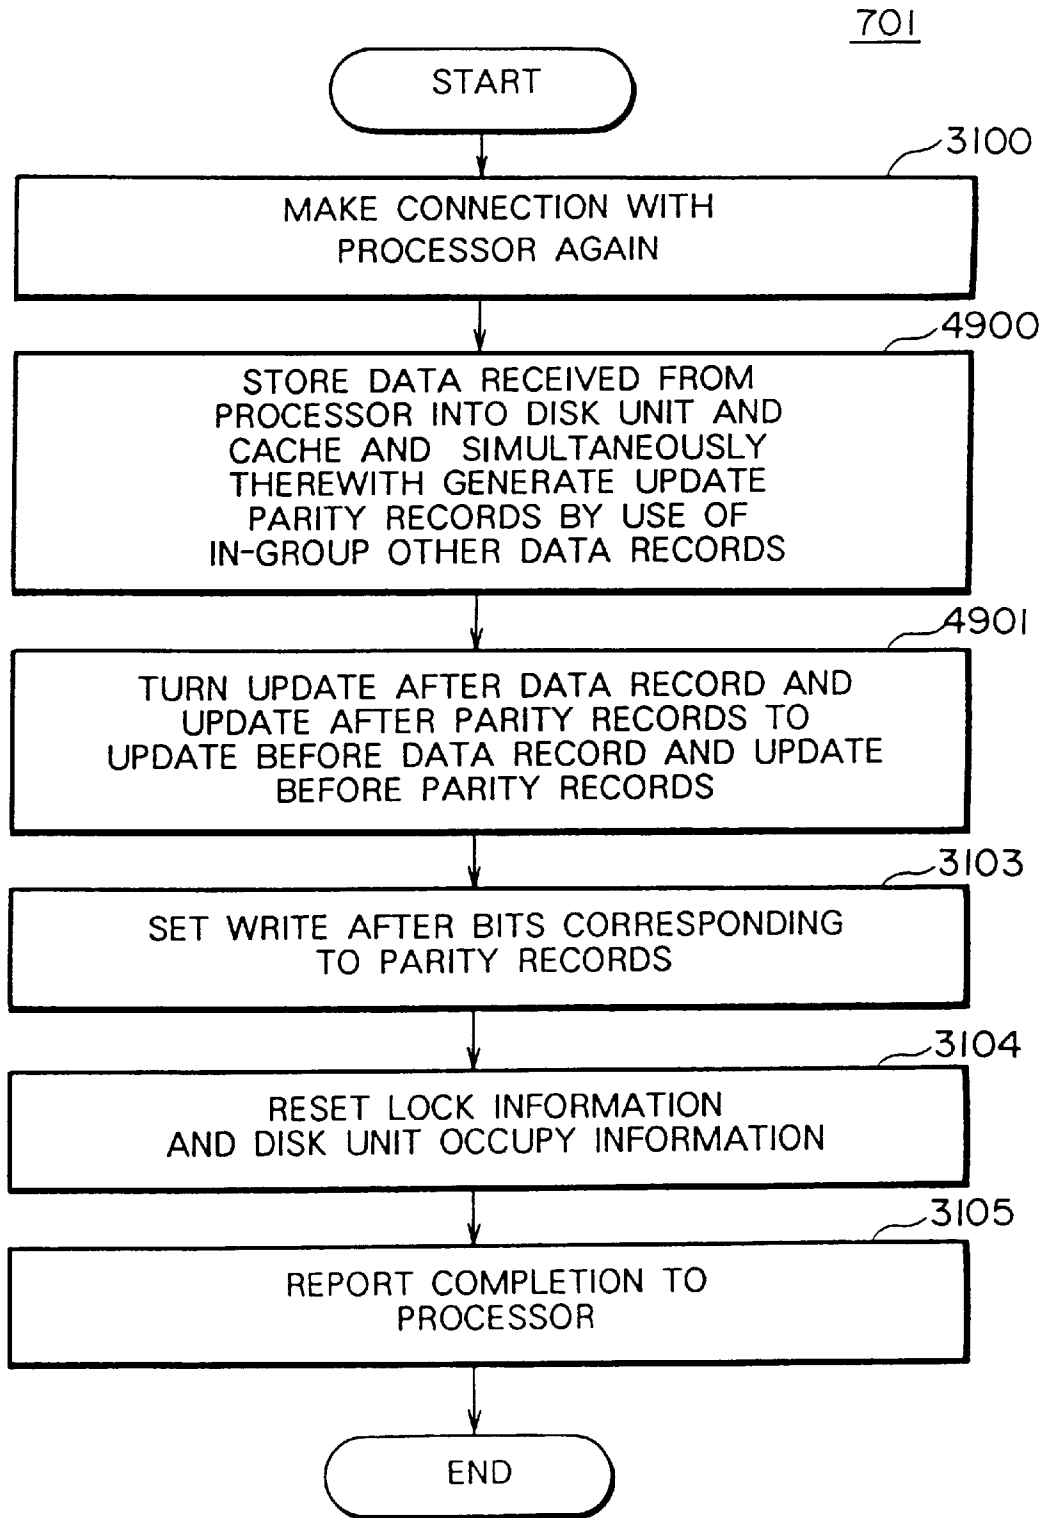 701
START
3100
MAKE CONNECTION WITH
PROCESSOR AGAIN
4900
STORE DATA RECEIVED FROM
PROCESSOR INTO DISK UNIT AND
CACHE AND SIMULTANEOUSLY
THEREWITH GENERATE UPDATE
PARITY RECORDS BY USE OF
IN-GROUP OTHER DATA RECORDS
4901
TURN UPDATE AFTER DATA RECORD AND
UPDATE AFTER PARITY RECORDS TO
UPDATE BEFORE DATA RECORD AND UPDATE
BEFORE PARITY RECORDS
3103
SET WRITE AFTER BITS CORRESPONDING
TO PARITY RECORDS
3104
RESET LOCK INFORMATION
AND DISK UNIT OCCUPY INFORMATION
3105
REPORT COMPLETION TO
PROCESSOR
END